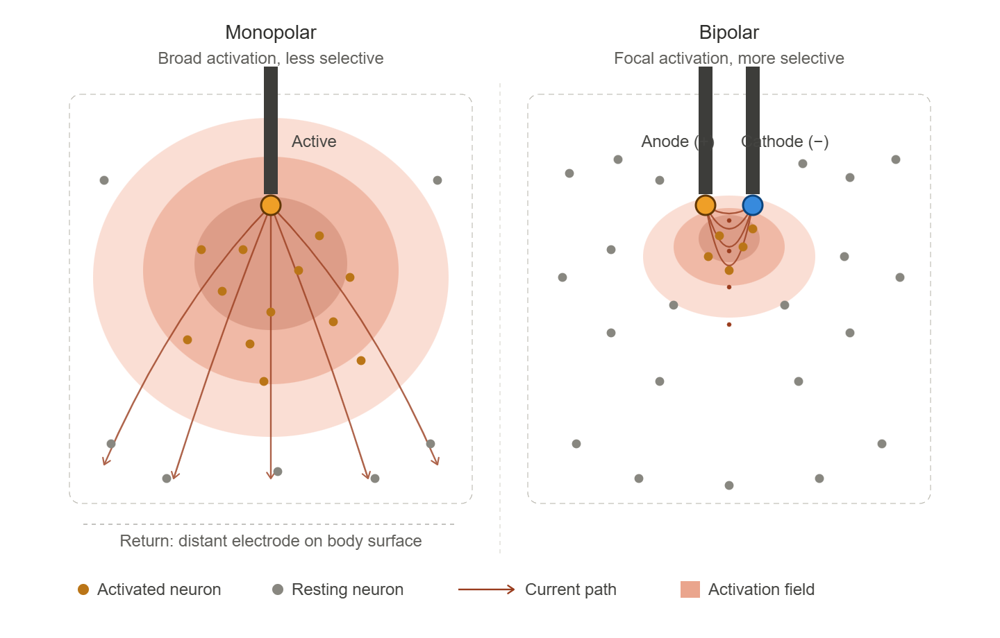 Monopolar
Broad activation, less selective
Bipolar
Focal activation, more selective
Active
Anode (+)
Cathode (−)
Return: distant electrode on body surface
Activated neuron
Resting neuron
Current path
Activation field